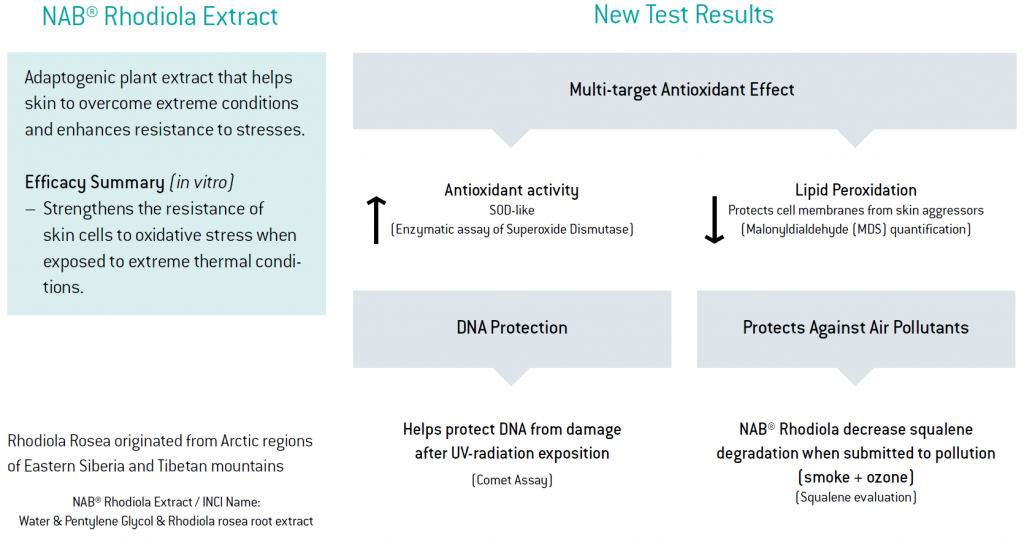 NAB® Rhodiola Extract
Adaptogenic plant extract that helps
skin to overcome extreme conditions
and enhances resistance to stresses.
Efficacy Summary (in vitro)
– Strengthens the resistance of
skin cells to oxidative stress when
exposed to extreme thermal condi-
tions.
Rhodiola Rosea originated from Arctic regions
of Eastern Siberia and Tibetan mountains
NAB® Rhodiola Extract / INCI Name:
Water & Pentylene Glycol & Rhodiola rosea root extract
New Test Results
Multi-target Antioxidant Effect
Antioxidant activity
SOD-like
(Enzymatic assay of Superoxide Dismutase)
Lipid Peroxidation
Protects cell membranes from skin aggressors
(Malonyldialdehyde (MDS) quantification)
DNA Protection
Helps protect DNA from damage
after UV-radiation exposition
(Comet Assay)
Protects Against Air Pollutants
NAB® Rhodiola decrease squalene
degradation when submitted to pollution
(smoke + ozone)
(Squalene evaluation)